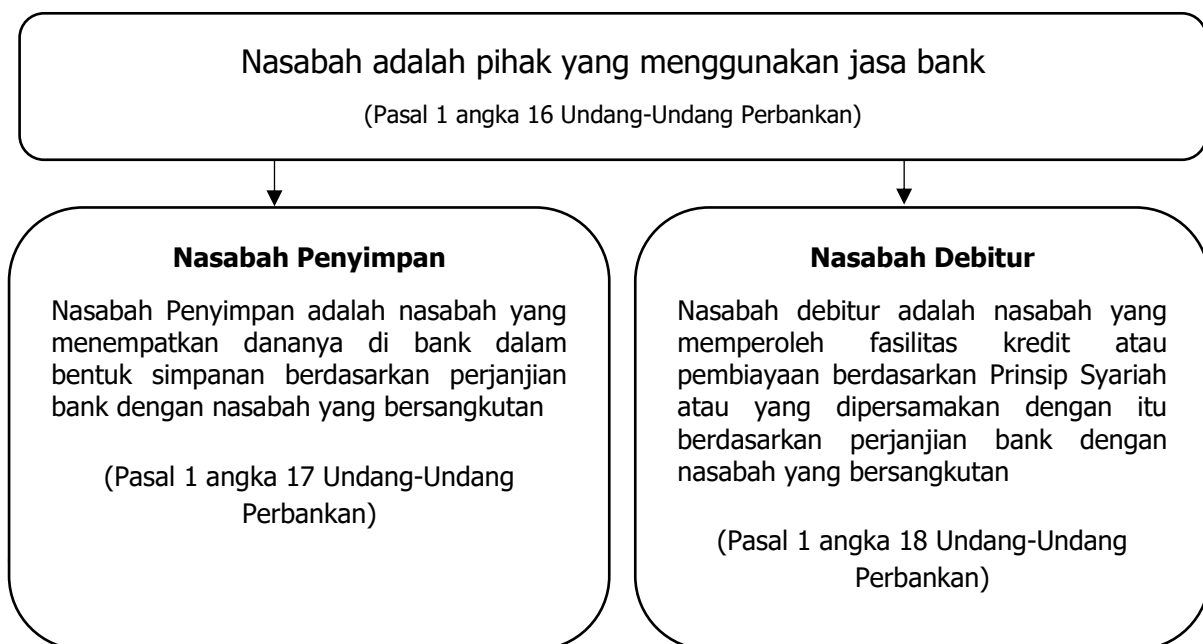 Nasabah adalah pihak yang menggunakan jasa bank
(Pasal 1 angka 16 Undang-Undang Perbankan)
Nasabah Penyimpan
Nasabah Penyimpan adalah nasabah yang
menempatkan dananya di bank dalam
bentuk simpanan berdasarkan perjanjian
bank dengan nasabah yang bersangkutan
(Pasal 1 angka 17 Undang-Undang
Perbankan)
Nasabah Debitur
Nasabah debitur adalah nasabah yang
memperoleh fasilitas kredit atau
pembiayaan berdasarkan Prinsip Syariah
atau yang dipersamakan dengan itu
berdasarkan perjanjian bank dengan
nasabah yang bersangkutan
(Pasal 1 angka 18 Undang-Undang
Perbankan)